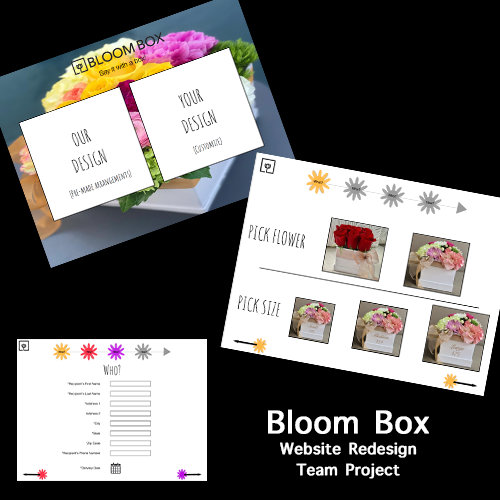 BLOOM BOX
Say it with a box
OUR
DESIGN
(PRE-MADE ARRANGEMENTS)
YOUR
DESIGN
(CUSTOMIZE)
PICK FLOWER
PICK SIZE
WHO?
*Recipient's First Name
*Recipient's Last Name
*Address 1
Address 2
*City
*State
*Zip Code
*Recipient's Phone Number
*Delivery Date
Bloom Box
Website Redesign
Team Project